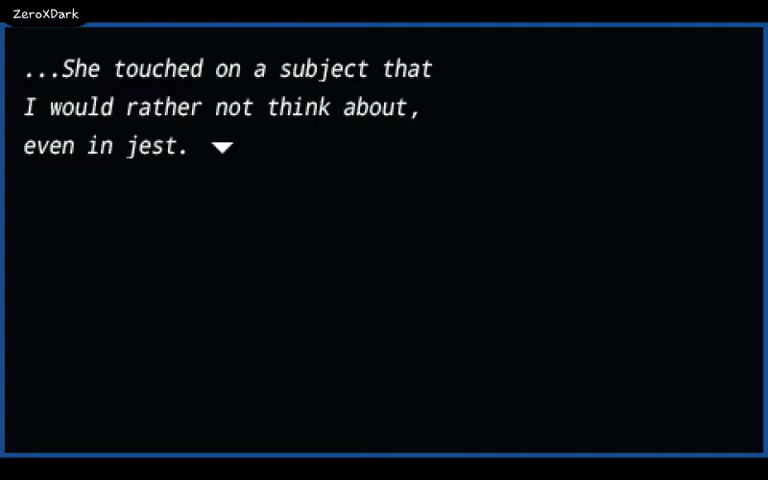 ZeroXDark
...She touched on a subject that
I would rather not think about,
even in jest.